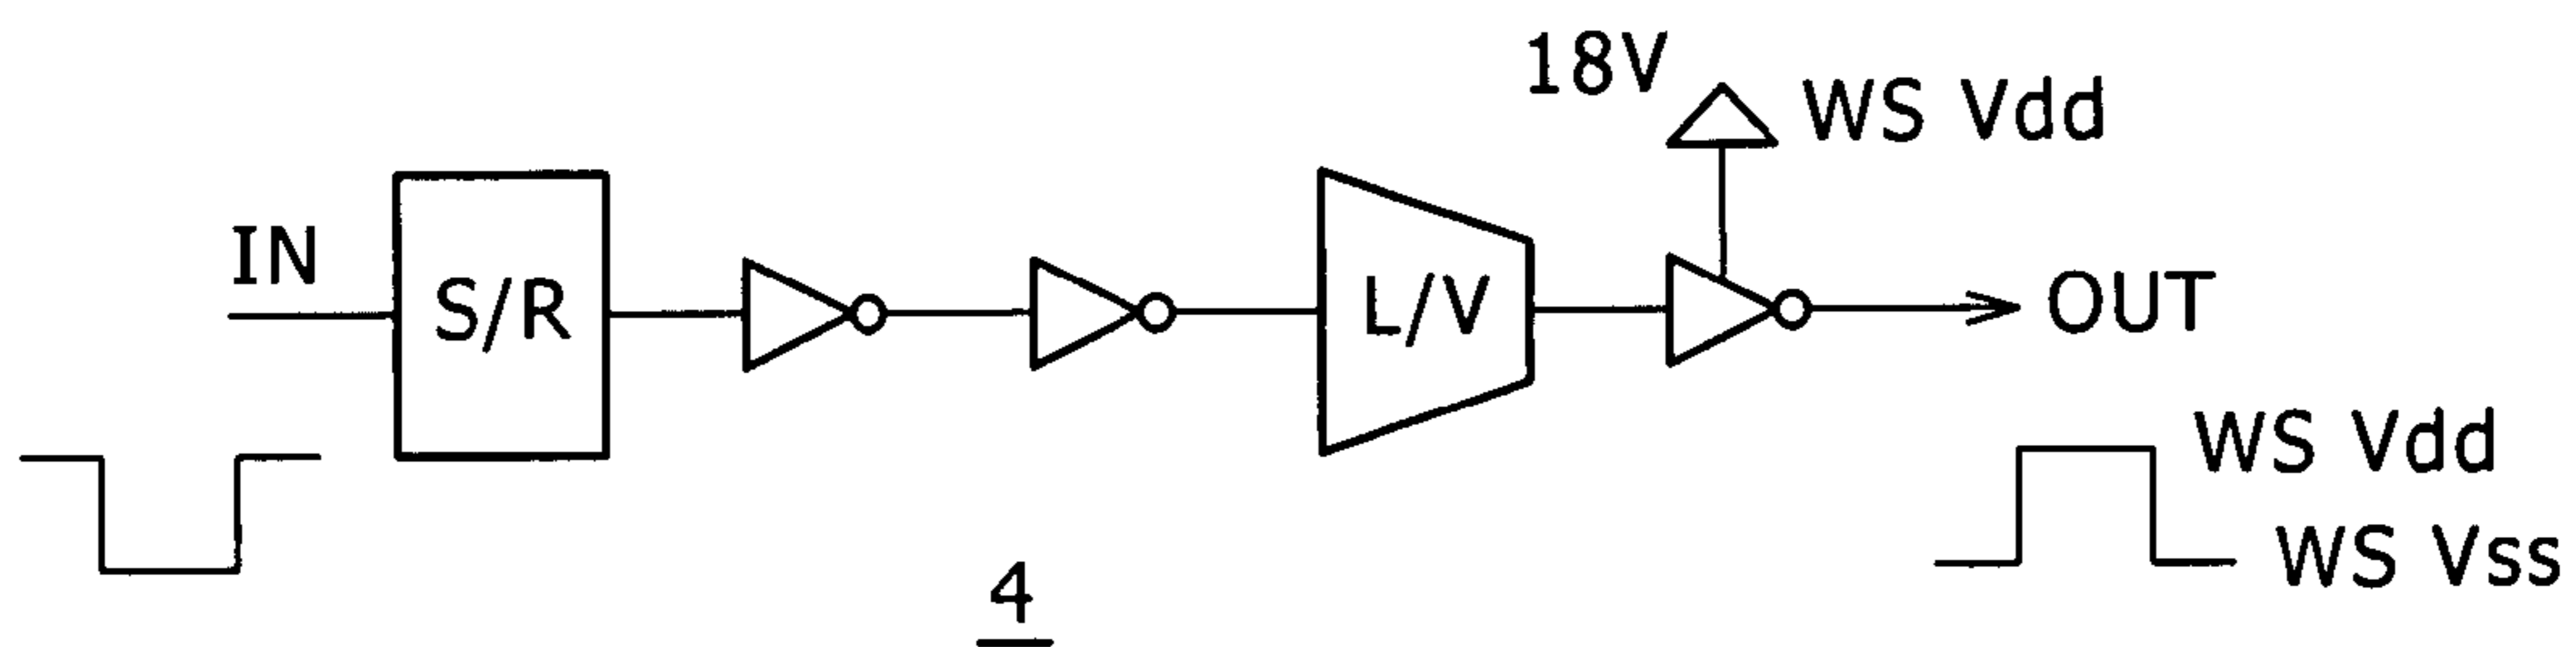 18V
WS Vdd
IN
S/R
L/V
OUT
WS Vdd
WS Vss
4